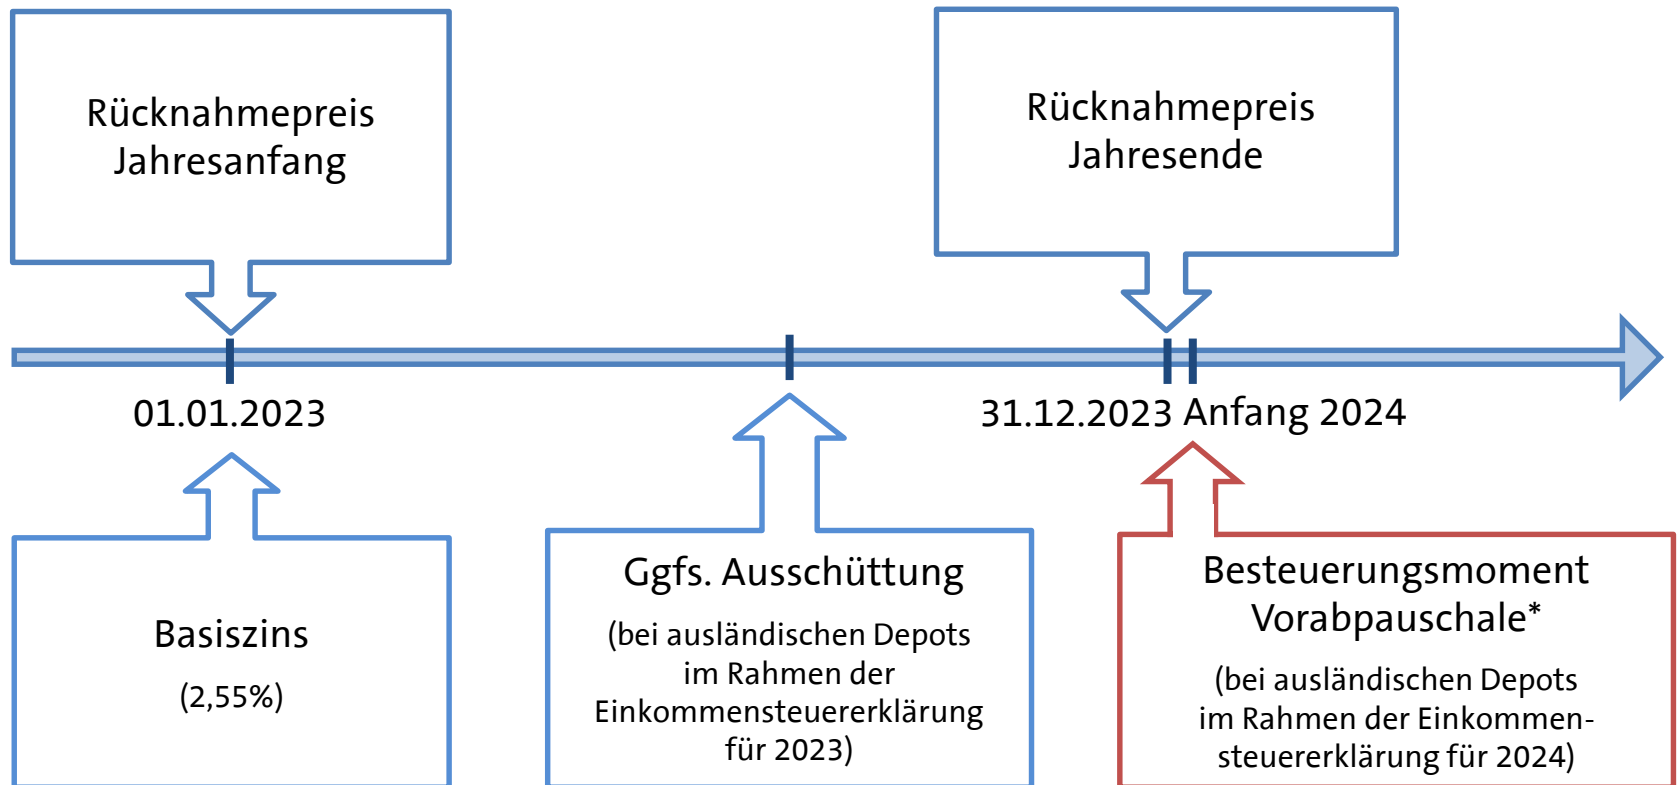 Rücknahmepreis
Jahresanfang
Rücknahmepreis
Jahresende
01.01.2023
31.12.2023 Anfang 2024
Basiszins
(2,55%)
Ggfs. Ausschüttung
(bei ausländischen Depots
im Rahmen der
Einkommensteuererklärung
für 2023)
Besteuerungsmoment
Vorabpauschale*
(bei ausländischen Depots
im Rahmen der Einkommen-
steuererklärung für 2024)